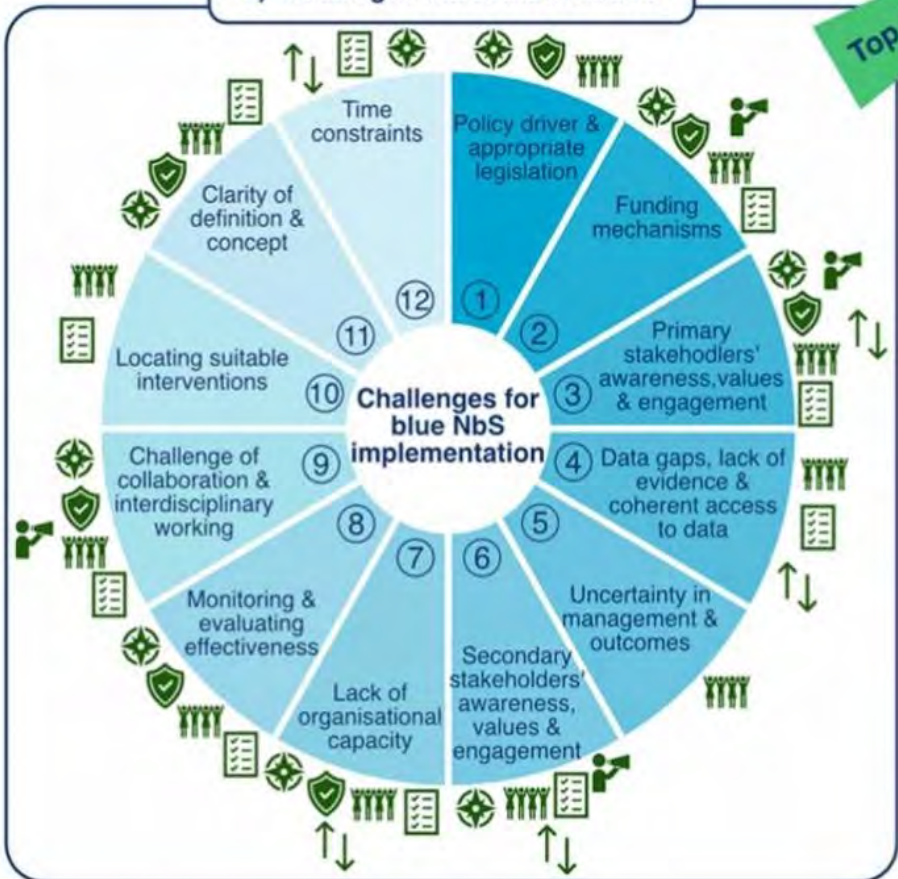 Top
Time
constraints
Policy driver &
appropriate
legislation
Funding
mechanisms
Primary
stakehodlers'
awareness,values
& engagement
Data gaps, lack of
evidence &
coherent access
to data
Uncertainty in
management &
outcomes
Secondary
stakeholders'
awareness,
values &
engagement
Lack of
organisational
capacity
Monitoring &
evaluating
effectiveness
Challenge of
collaboration &
interdisciplinary
working
Locating suitable
interventions
Clarity of
definition &
concept
12
1
2
3
4
5
6
7
8
9
10
11
Challenges for
blue NbS
implementation